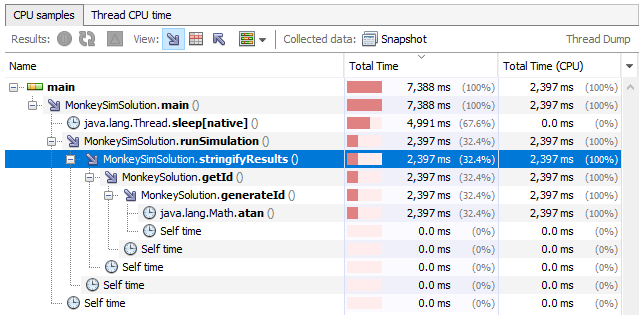 CPU samples Thread CPU time
Results: View: Collected data: Snapshot Thread Dump
Name Total Time Total Time (CPU)
main 7,388 ms (100%) 2,397 ms (100%)
MonkeySimSolution.main () 7,388 ms (100%) 2,397 ms (100%)
java.lang.Thread.sleep[native] () 4,991 ms (67.6%) 0.0 ms (0%)
MonkeySimSolution.runSimulation () 2,397 ms (32.4%) 2,397 ms (100%)
MonkeySimSolution.stringifyResults () 2,397 ms (32.4%) 2,397 ms (100%)
MonkeySolution.getId () 2,397 ms (32.4%) 2,397 ms (100%)
MonkeySolution.generateId () 2,397 ms (32.4%) 2,397 ms (100%)
java.lang.Math.atan () 2,397 ms (32.4%) 2,397 ms (100%)
Self time 0.0 ms (0%) 0.0 ms (0%)
Self time 0.0 ms (0%) 0.0 ms (0%)
Self time 0.0 ms (0%) 0.0 ms (0%)
Self time 0.0 ms (0%) 0.0 ms (0%)
Self time 0.0 ms (0%) 0.0 ms (0%)